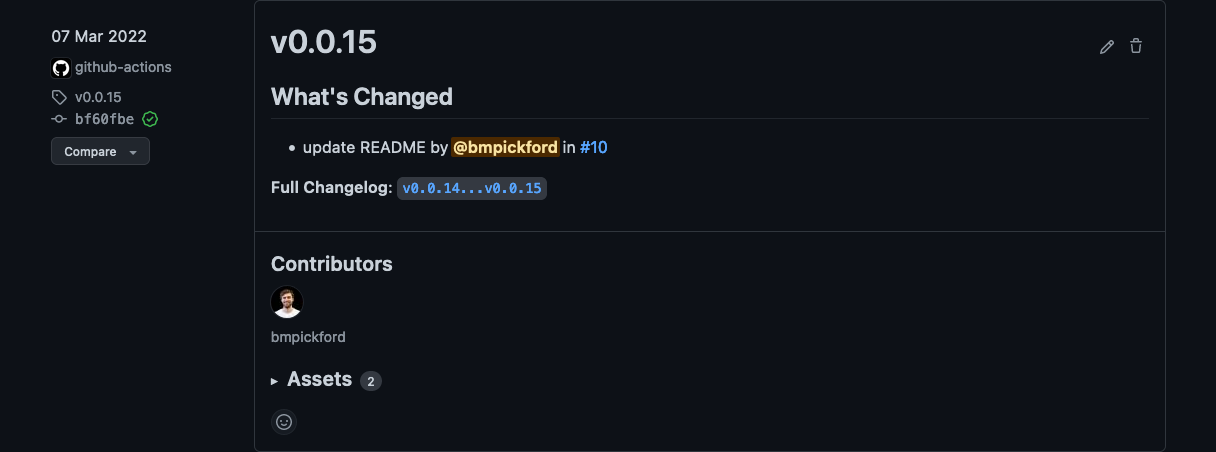 07 Mar 2022
github-actions
v0.0.15
bf60fbe
Compare
v0.0.15
What's Changed
• update README by @bmpickford in #10
Full Changelog: v0.0.14...v0.0.15
Contributors
bmpickford
Assets 2